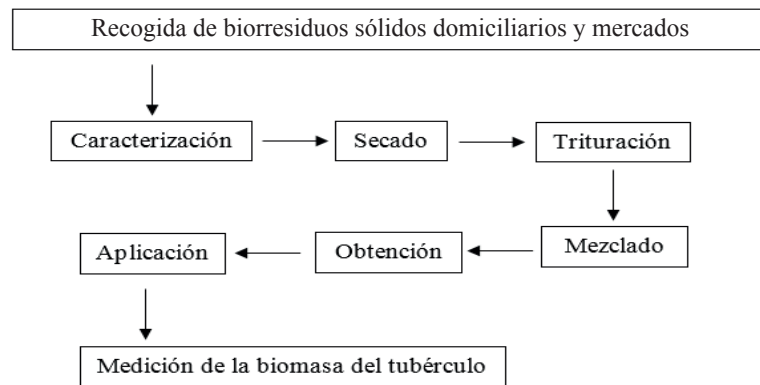 Recogida de biorresiduos sólidos domiciliarios y mercados
Caracterización
Secado
Trituración
Mezclado
Obtención
Aplicación
Medición de la biomasa del tubérculo